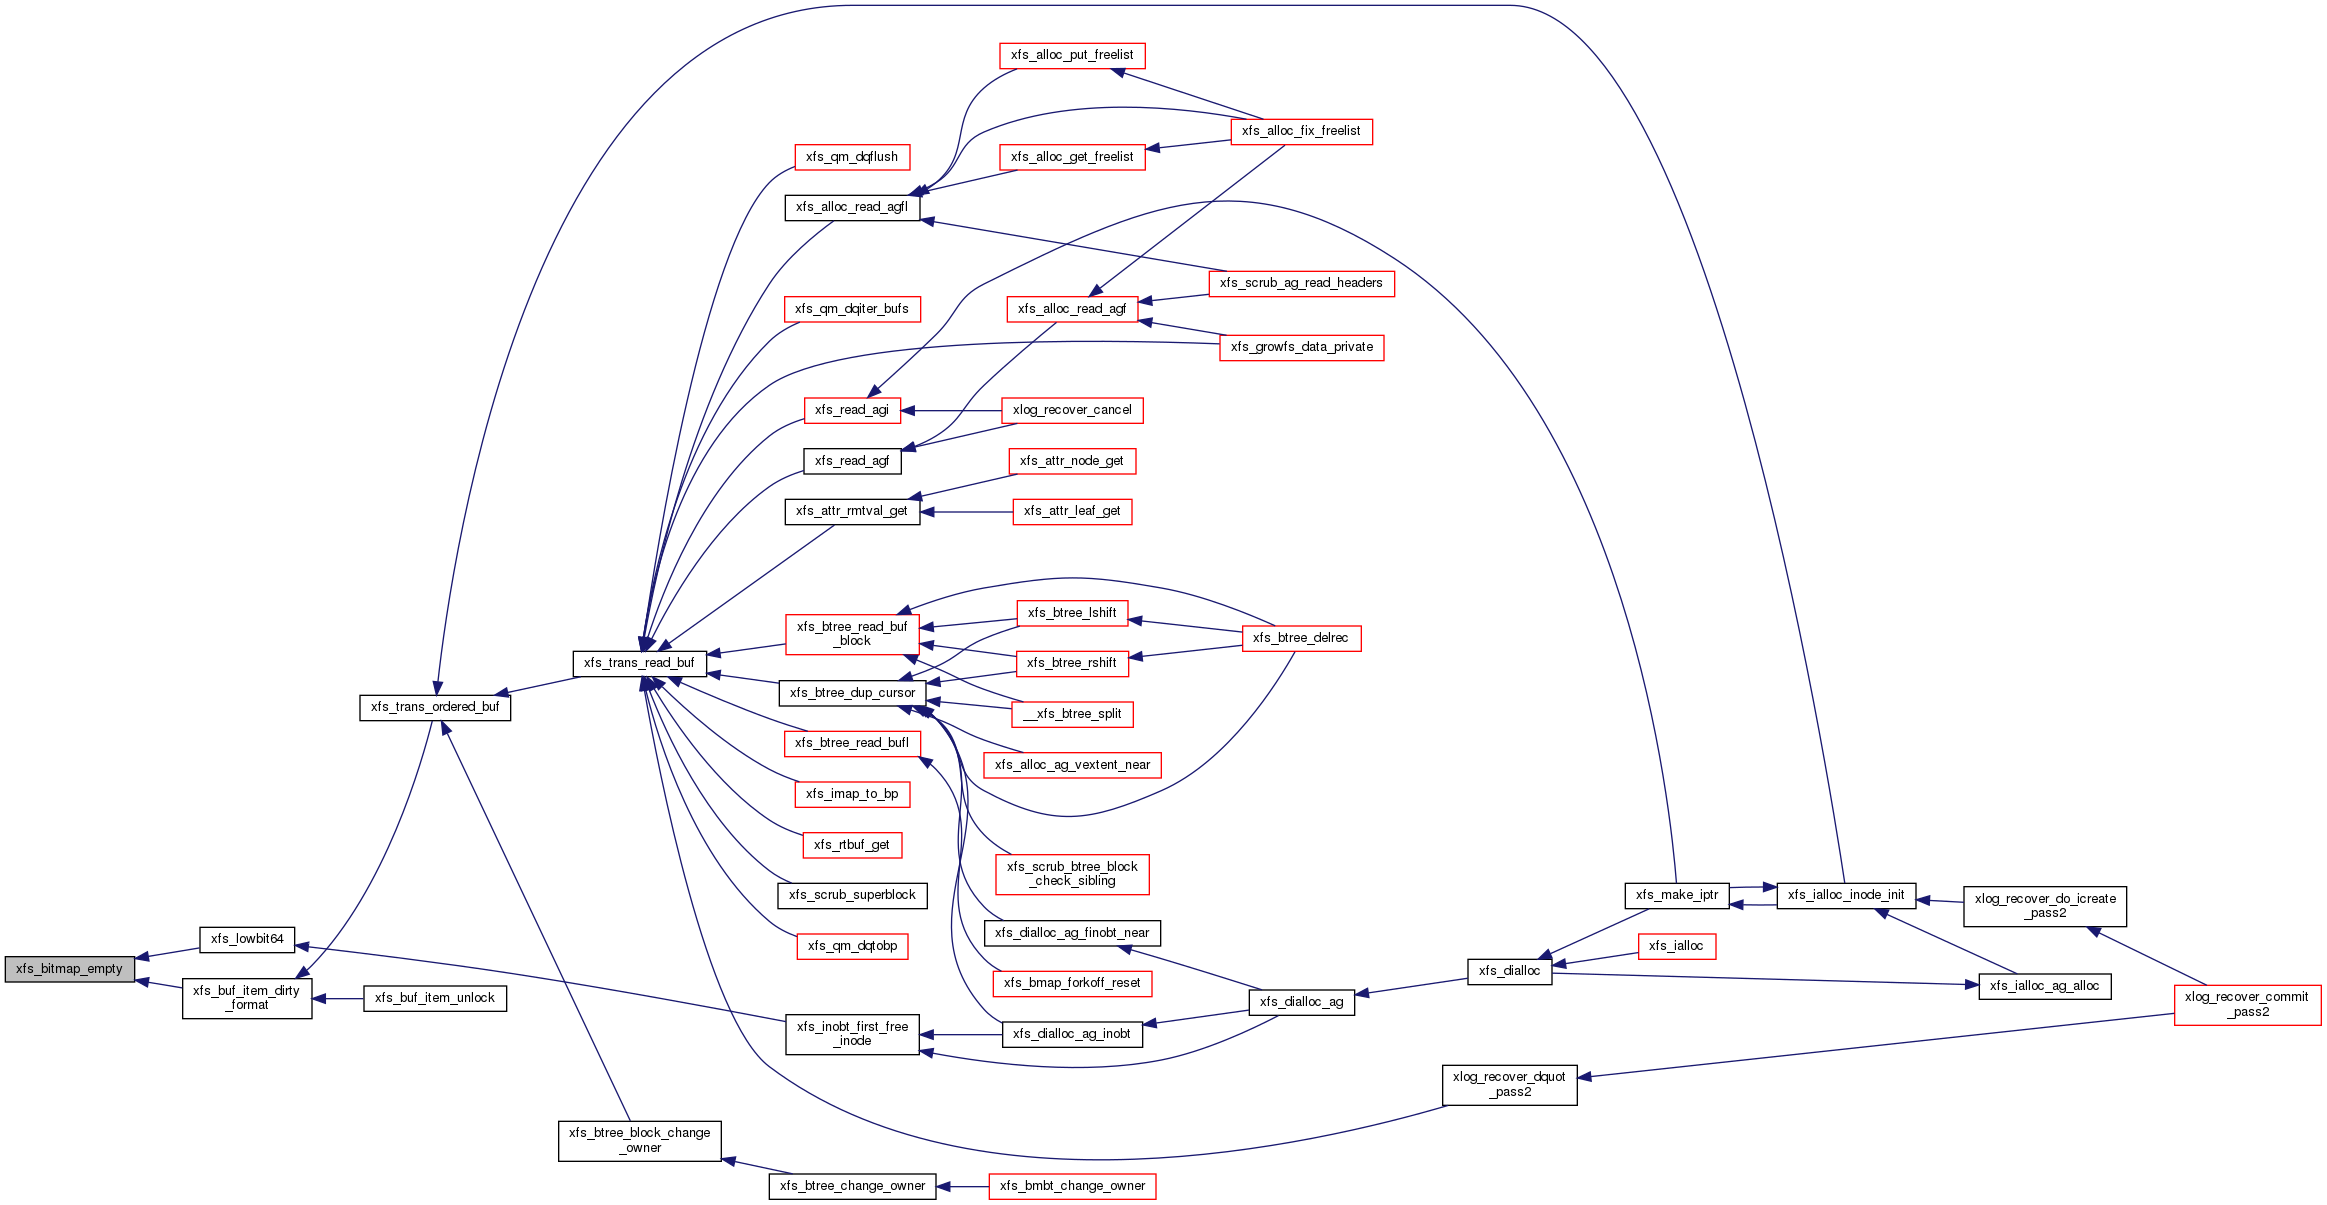 xfs_alloc_put_freelist
xfs_alloc_fix_freelist
xfs_qm_dqflush
xfs_alloc_get_freelist
xfs_alloc_read_agfl
xfs_scrub_ag_read_headers
xfs_qm_dqiter_bufs
xfs_alloc_read_agf
xfs_growfs_data_private
xfs_read_agi
xlog_recover_cancel
xfs_read_agf
xfs_attr_node_get
xfs_attr_rmtval_get
xfs_attr_leaf_get
xfs_btree_read_buf
_block
xfs_btree_lshift
xfs_btree_delrec
xfs_trans_read_buf
xfs_btree_rshift
xfs_btree_dup_cursor
xfs_trans_ordered_buf
__xfs_btree_split
xfs_btree_read_bufl
xfs_alloc_ag_vextent_near
xfs_imap_to_bp
xfs_rtbuf_get
xfs_scrub_btree_block
_check_sibling
xfs_scrub_superblock
xfs_make_iptr
xfs_ialloc_inode_init
xlog_recover_do_icreate
_pass2
xfs_lowbit64
xfs_qm_dqtobp
xfs_dialloc_ag_finobt_near
xfs_ialloc
xfs_bitmap_empty
xfs_dialloc
xfs_buf_item_dirty
_format
xfs_buf_item_unlock
xfs_bmap_forkoff_reset
xfs_dialloc_ag
xfs_ialloc_ag_alloc
xlog_recover_commit
_pass2
xfs_inobt_first_free
_inode
xfs_dialloc_ag_inobt
xlog_recover_dquot
_pass2
xfs_btree_block_change
_owner
xfs_btree_change_owner
xfs_bmbt_change_owner